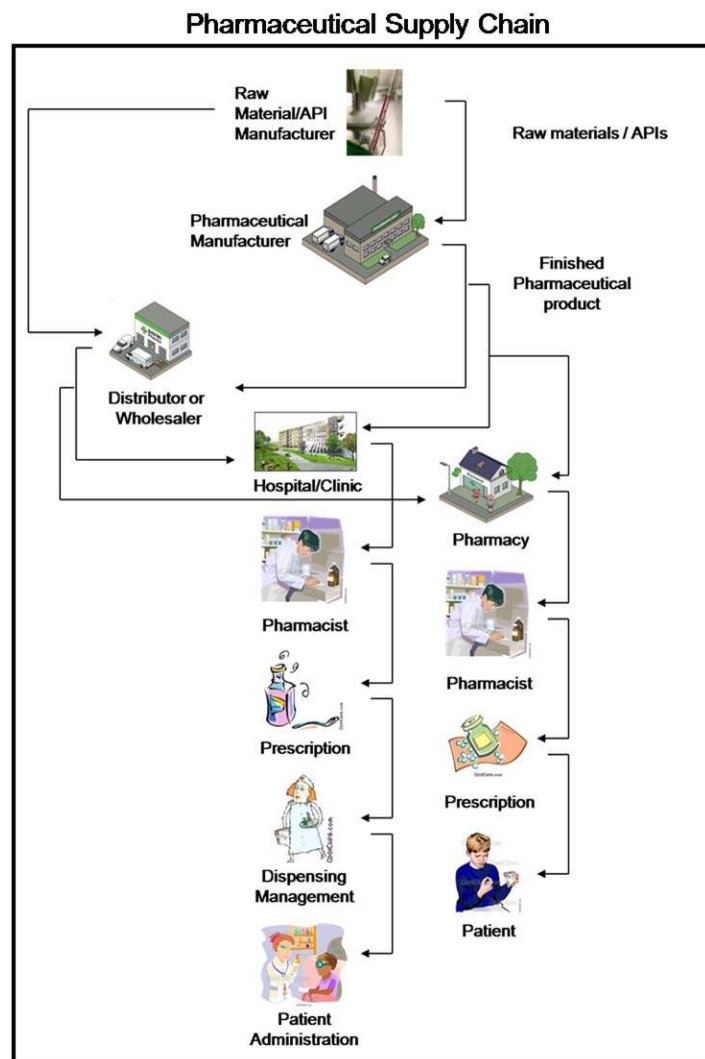 Pharmaceutical Supply Chain
Raw
Material/API
Manufacturer
Raw materials / APIs
Pharmaceutical
Manufacturer
Finished
Pharmaceutical
product
Distributor or
Wholesaler
Hospital/Clinic
Pharmacy
Pharmacist
Pharmacist
Prescription
Prescription
Dispensing
Management
Patient
Patient
Administration